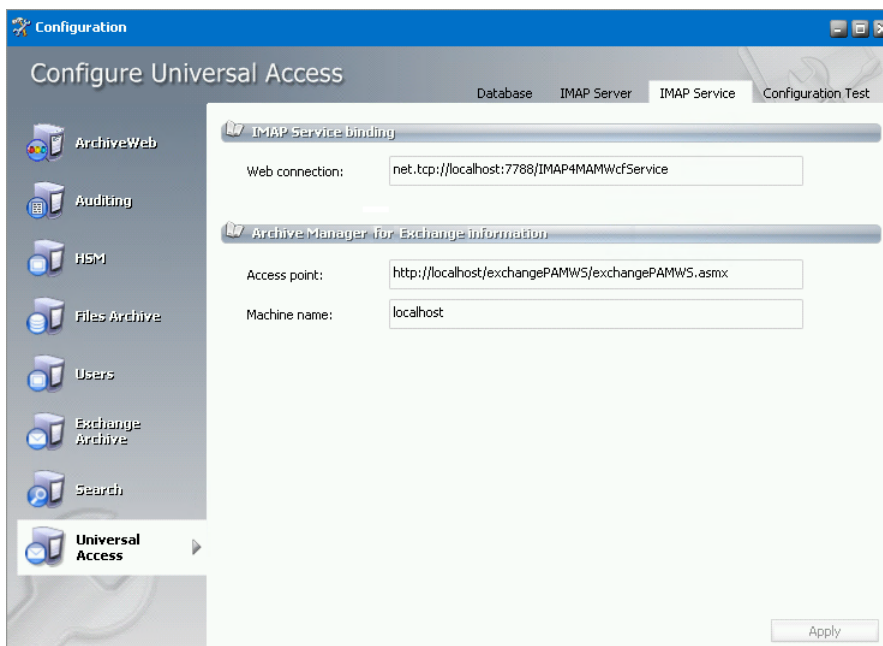 Configuration
Configure Universal Access
Database IMAP Server IMAP Service Configuration Test
ArchiveWeb
Auditing
HSM
Files Archive
Users
Exchange
Archive
Search
Universal
Access
IMAP Service binding
Web connection: net.tcp://localhost:7788/IMAP4MAMWcfService
Archive Manager for Exchange information
Access point: http://localhost/exchangePAMWS/exchangePAMWS.asmx
Machine name: localhost
Apply